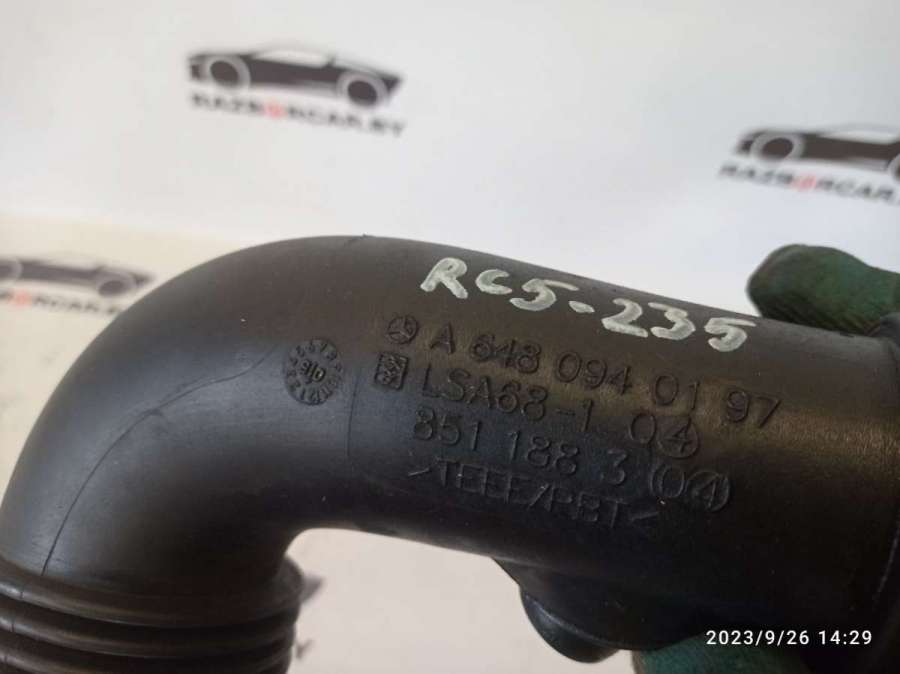 RAZBORCAR.BY
RAZBORCAR.BY
RC5-235
A 648 094 01 97
LSA68-1 04
851 188 3 04
>TEEE/PBT<
2023/9/26 14:29